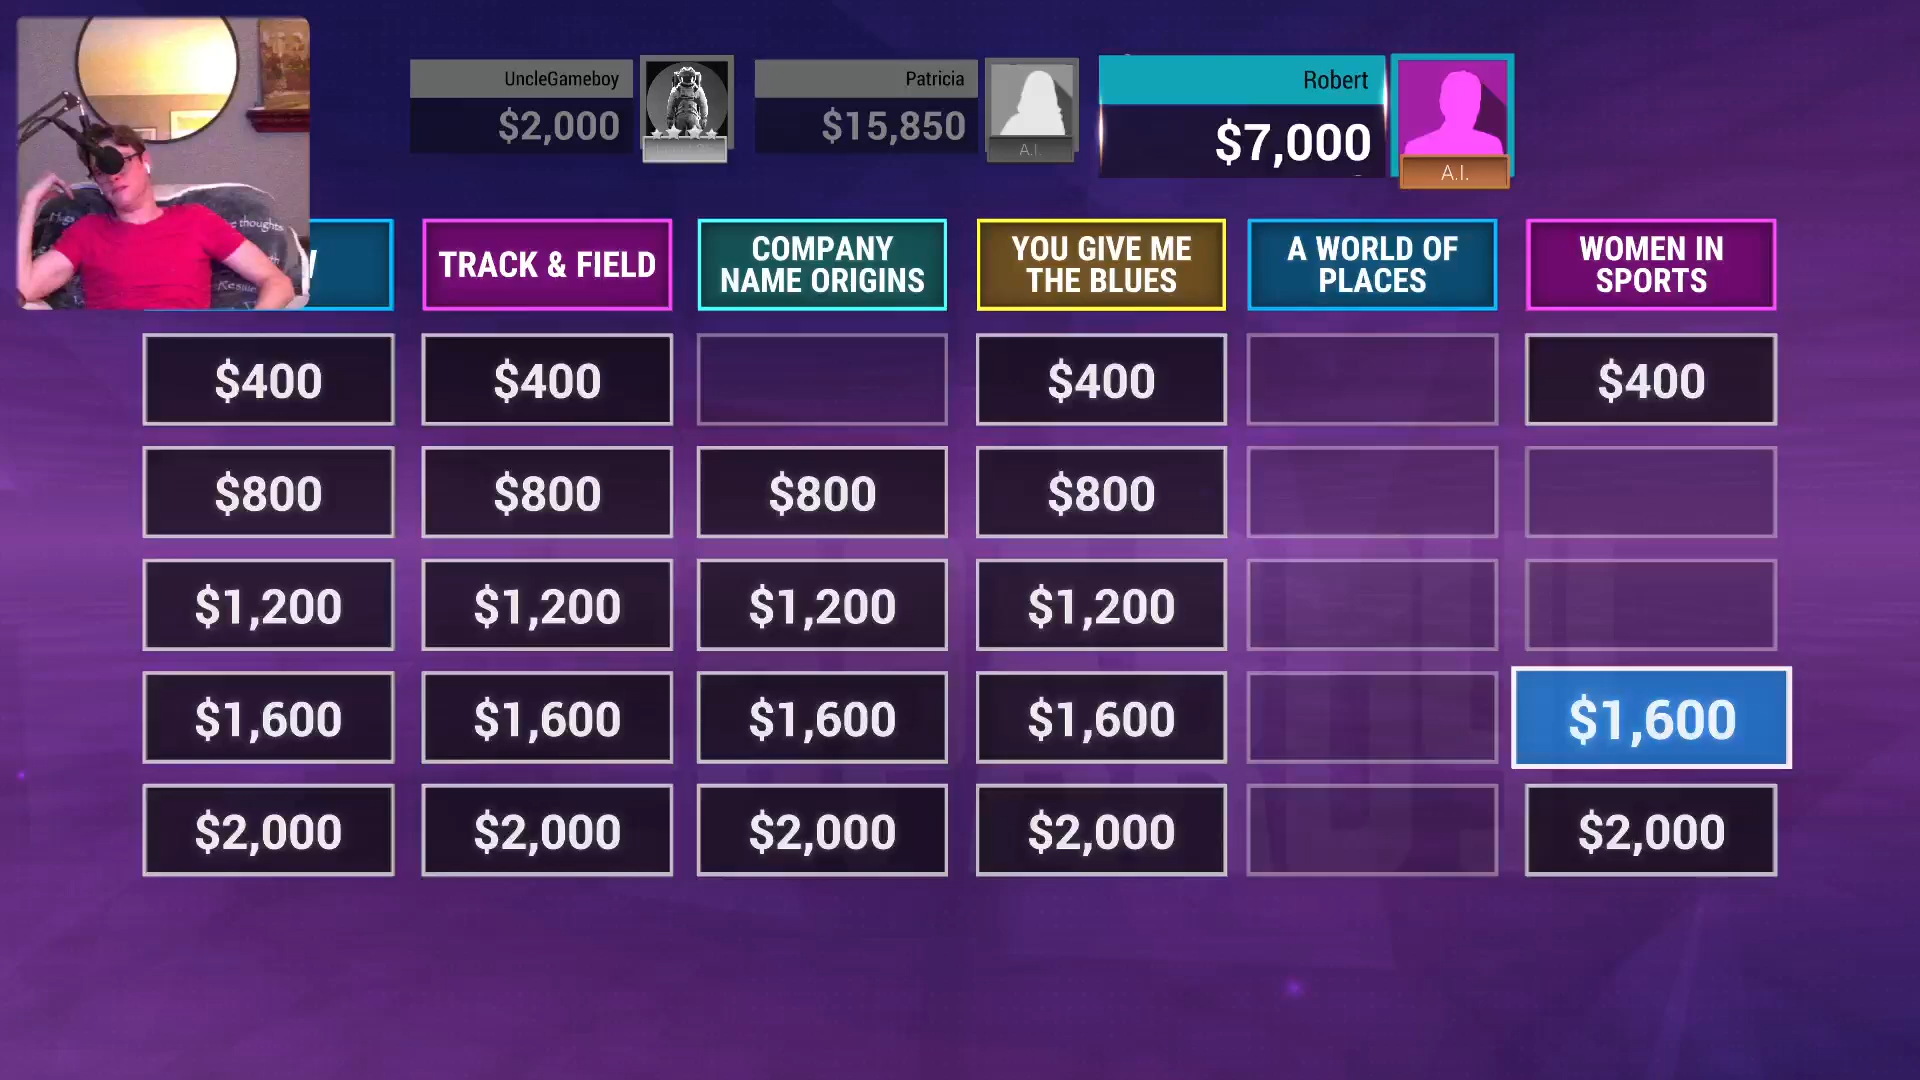 UncleGameboy
$2,000
Patricia
$15,850
A.I.
Robert
$7,000
A.I.
thoughts
TRACK & FIELD
COMPANY
NAME ORIGINS
YOU GIVE ME
THE BLUES
A WORLD OF
PLACES
WOMEN IN
SPORTS
$400
$400
$400
$400
$800
$800
$800
$800
$1,200
$1,200
$1,200
$1,200
$1,600
$1,600
$1,600
$1,600
$1,600
$2,000
$2,000
$2,000
$2,000
$2,000